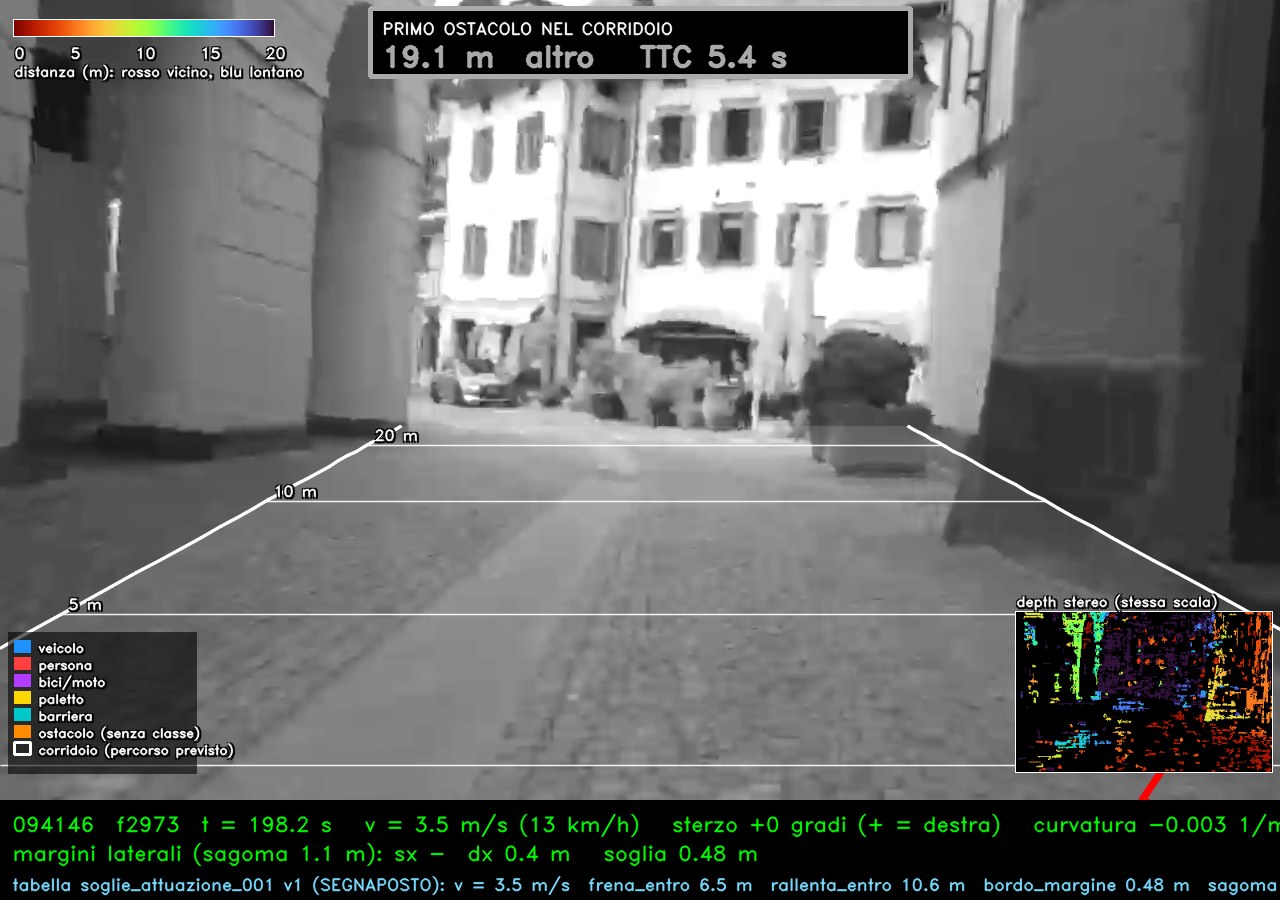 0 5 10 15 20
distanza (m): rosso vicino, blu lontano
PRIMO OSTACOLO NEL CORRIDOIO
19.1 m altro TTC 5.4 s
20 m
10 m
5 m
veicolo
persona
bici/moto
paletto
barriera
ostacolo (senza classe)
corridoio (percorso previsto)
depth stereo (stessa scala)
094146 f2973 t = 198.2 s v = 3.5 m/s (13 km/h) sterzo +0 gradi (+ = destra) curvatura −0.003 1/m
margini laterali (sagoma 1.1 m): sx − dx 0.4 m soglia 0.48 m
tabella soglie_attuazione_001 v1 (SEGNAPOSTO): v = 3.5 m/s frena_entro 6.5 m rallenta_entro 10.6 m bordo_margine 0.48 m sagoma